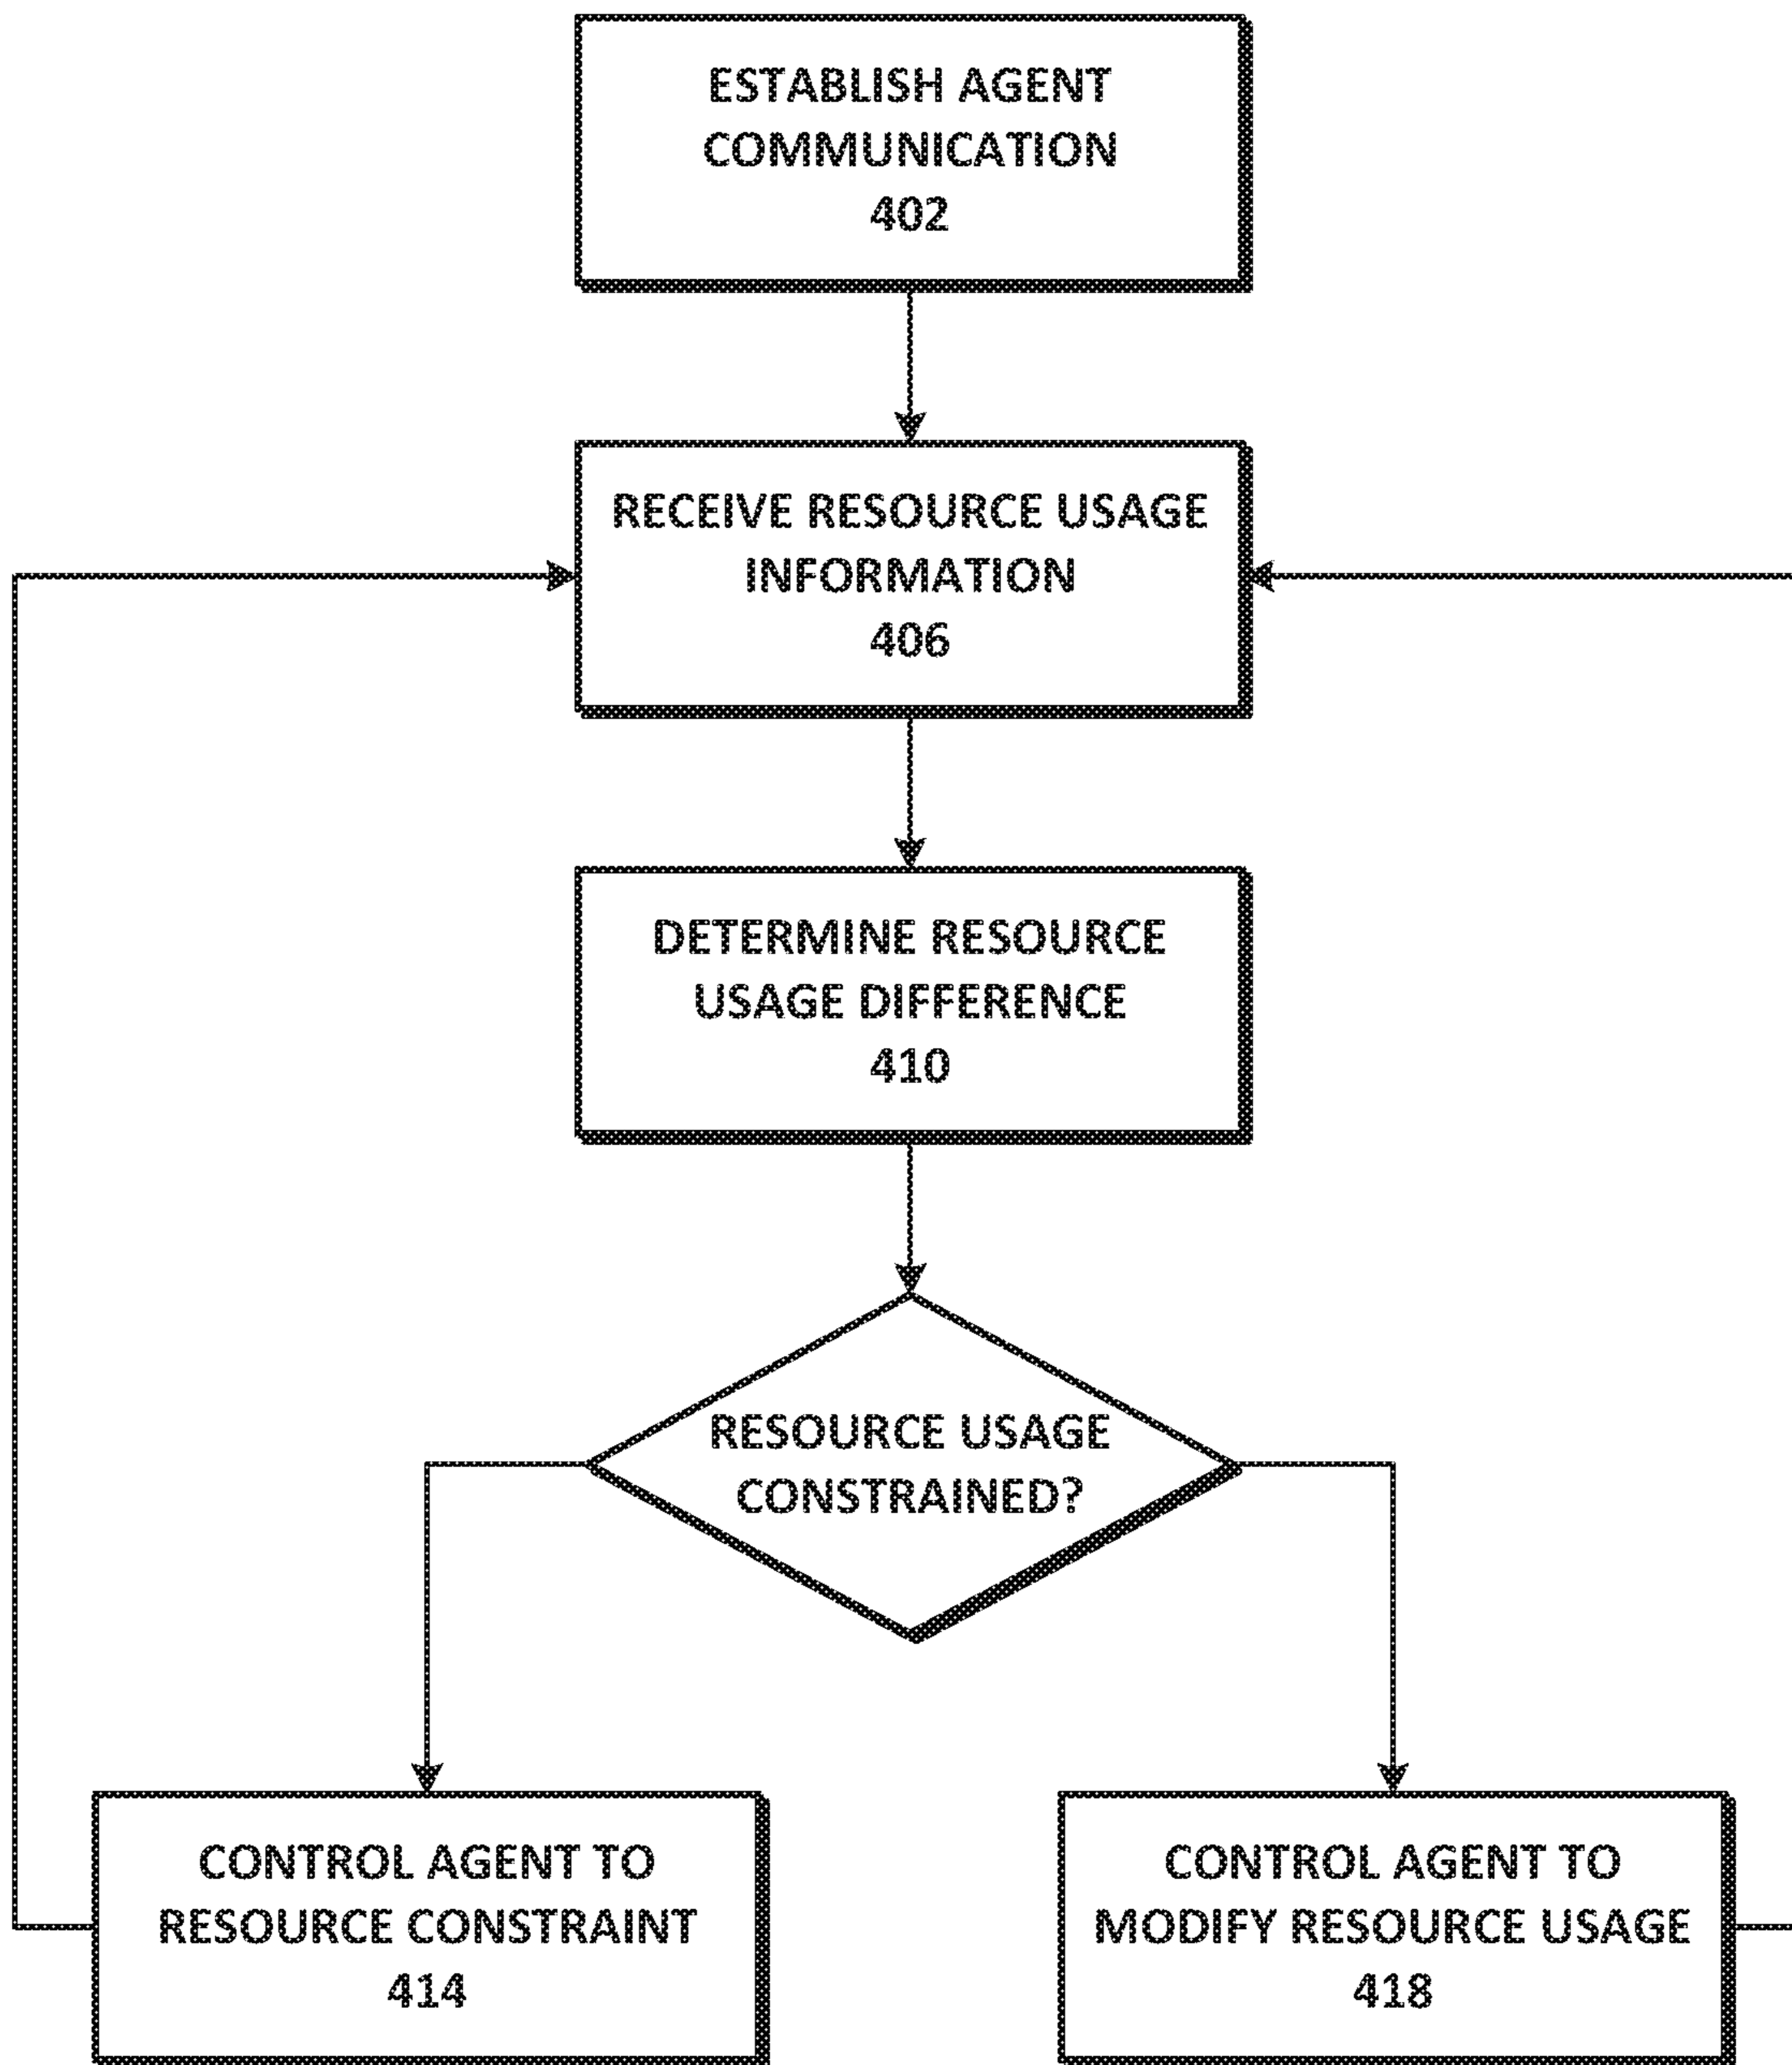 ESTABLISH AGENT
COMMUNICATION
402
RECEIVE RESOURCE USAGE
INFORMATION
406
DETERMINE RESOURCE
USAGE DIFFERENCE
410
RESOURCE USAGE
CONSTRAINED?
CONTROL AGENT TO
RESOURCE CONSTRAINT
414
CONTROL AGENT TO
MODIFY RESOURCE USAGE
418